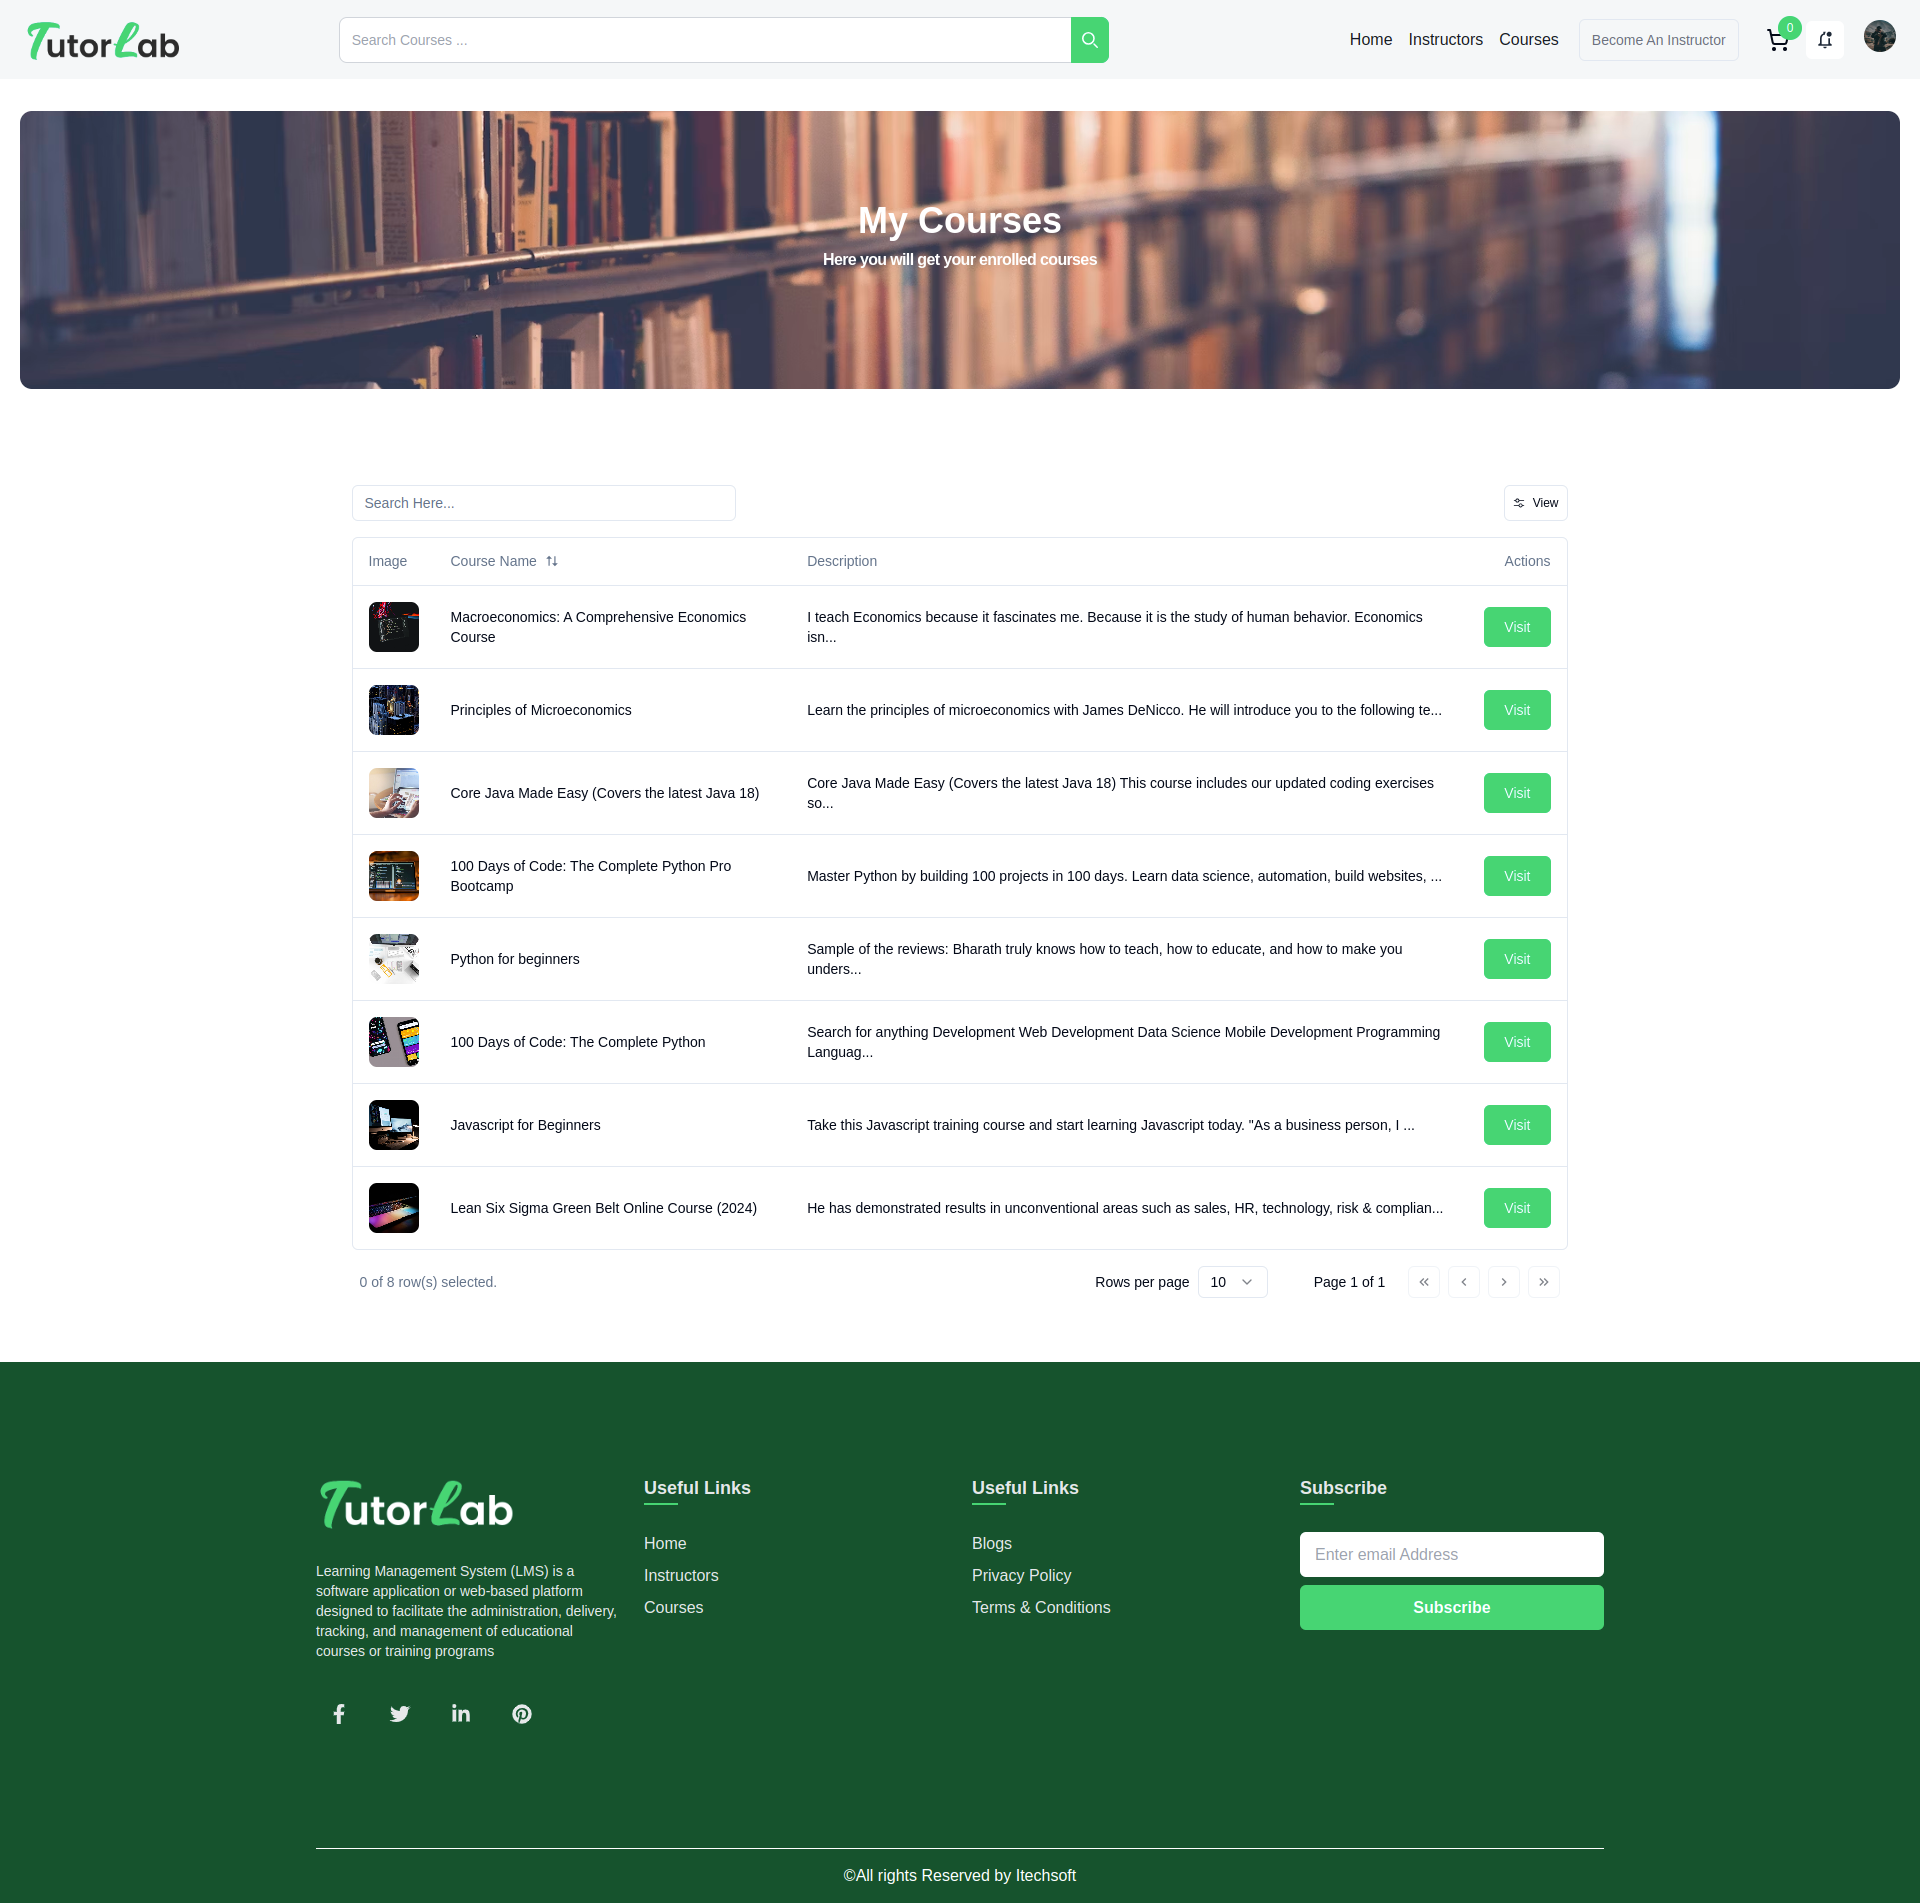 TutorLab
Search Courses ...
Home
Instructors
Courses
Become An Instructor
0
My Courses
Here you will get your enrolled courses
Search Here...
View
Image
Course Name
Description
Actions
Macroeconomics: A Comprehensive Economics
Course
I teach Economics because it fascinates me. Because it is the study of human behavior. Economics
isn...
Visit
Principles of Microeconomics
Learn the principles of microeconomics with James DeNicco. He will introduce you to the following te...
Visit
Core Java Made Easy (Covers the latest Java 18)
Core Java Made Easy (Covers the latest Java 18) This course includes our updated coding exercises
so...
Visit
100 Days of Code: The Complete Python Pro
Bootcamp
Master Python by building 100 projects in 100 days. Learn data science, automation, build websites, ...
Visit
Python for beginners
Sample of the reviews: Bharath truly knows how to teach, how to educate, and how to make you
unders...
Visit
100 Days of Code: The Complete Python
Search for anything Development Web Development Data Science Mobile Development Programming
Languag...
Visit
Javascript for Beginners
Take this Javascript training course and start learning Javascript today. "As a business person, I ...
Visit
Lean Six Sigma Green Belt Online Course (2024)
He has demonstrated results in unconventional areas such as sales, HR, technology, risk & complian...
Visit
0 of 8 row(s) selected.
Rows per page
10
Page 1 of 1
TutorLab
Learning Management System (LMS) is a
software application or web-based platform
designed to facilitate the administration, delivery,
tracking, and management of educational
courses or training programs
Useful Links
Home
Instructors
Courses
Useful Links
Blogs
Privacy Policy
Terms & Conditions
Subscribe
Enter email Address
Subscribe
©All rights Reserved by Itechsoft